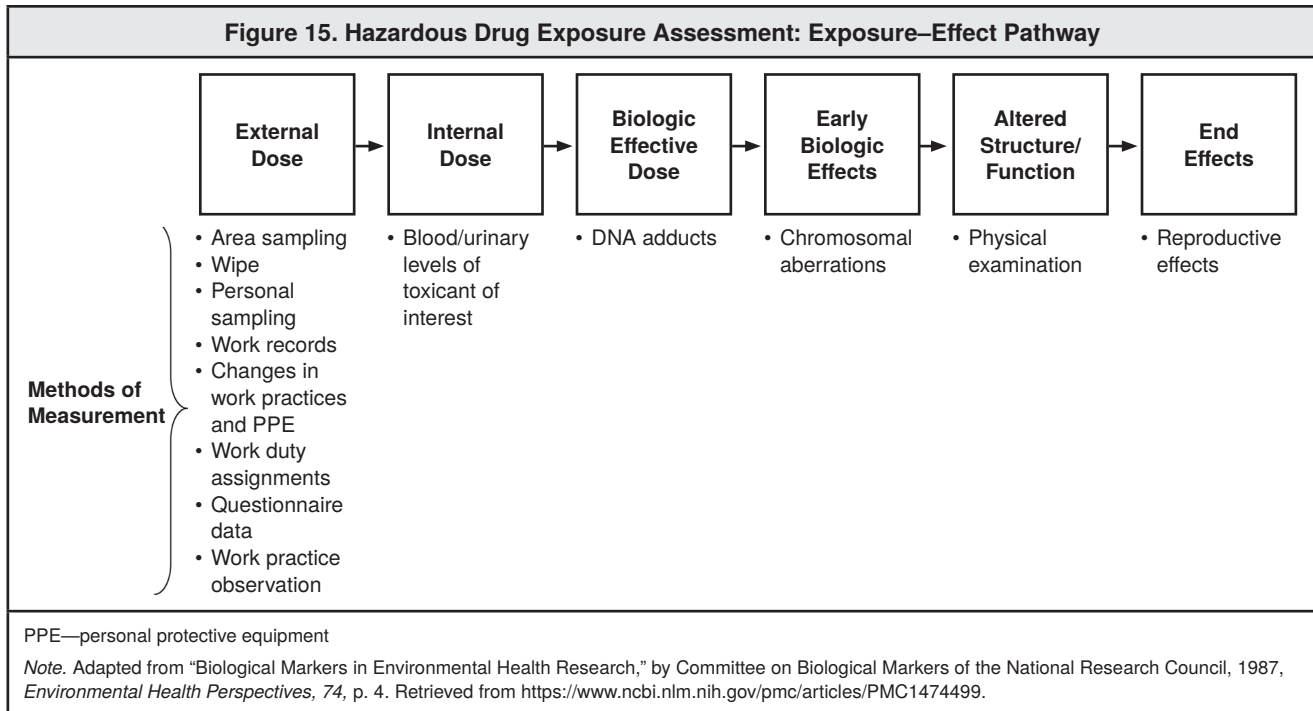 Figure 15. Hazardous Drug Exposure Assessment: Exposure–Effect Pathway
External
Dose
Internal
Dose
Biologic
Effective
Dose
Early
Biologic
Effects
Altered
Structure/
Function
End
Effects
Methods of
Measurement
• Area sampling
• Wipe
• Personal
sampling
• Work records
• Changes in
work practices
and PPE
• Work duty
assignments
• Questionnaire
data
• Work practice
observation
• Blood/urinary
levels of
toxicant of
interest
• DNA adducts
• Chromosomal
aberrations
• Physical
examination
• Reproductive
effects
PPE—personal protective equipment
Note. Adapted from “Biological Markers in Environmental Health Research,” by Committee on Biological Markers of the National Research Council, 1987,
Environmental Health Perspectives, 74, p. 4. Retrieved from https://www.ncbi.nlm.nih.gov/pmc/articles/PMC1474499.